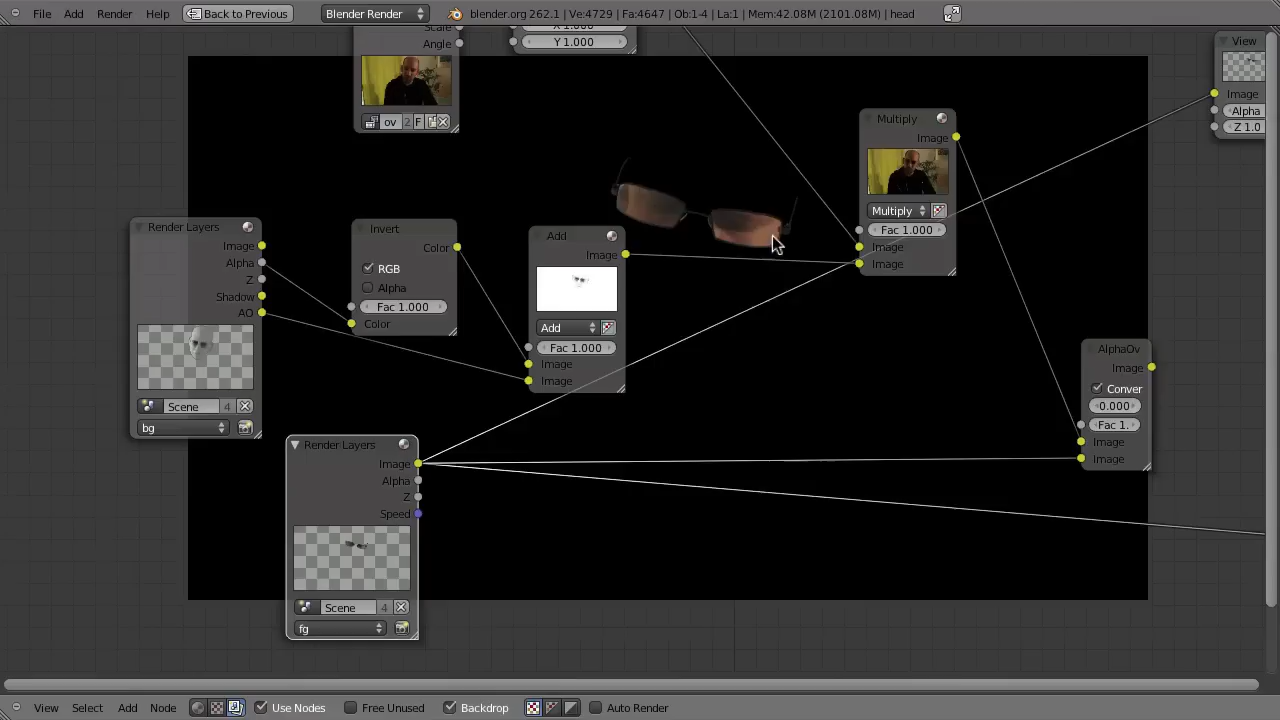 File Add Render Help Back to Previous Blender Render blender.org 262.1 | Ve:4729 | Fa:4647 | Ob:1-4 | La:1 | Mem:42.08M (2101.08M) | head
Scale
Angle
ov 2 F
X 1.000
Y 1.000
View
Image
Alpha
Z 1.0
Multiply
Image
Multiply
Fac 1.000
Image
Image
Render Layers
Image
Alpha
Z
Shadow
AO
Scene 4
bg
Invert
Color
RGB
Alpha
Fac 1.000
Color
Add
Image
Add
Fac 1.000
Image
Image
AlphaOv
Image
Conver
0.000
Fac 1.
Image
Image
Render Layers
Image
Alpha
Z
Speed
Scene 4
fg
View Select Add Node Use Nodes Free Unused Backdrop Auto Render